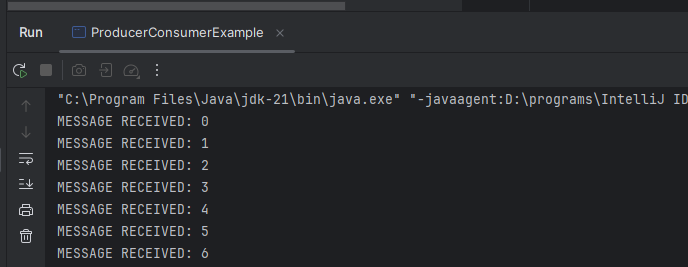 Run ProducerConsumerExample
"C:\Program Files\Java\jdk-21\bin\java.exe" "-javaagent:D:\programs\IntelliJ ID
MESSAGE RECEIVED: 0
MESSAGE RECEIVED: 1
MESSAGE RECEIVED: 2
MESSAGE RECEIVED: 3
MESSAGE RECEIVED: 4
MESSAGE RECEIVED: 5
MESSAGE RECEIVED: 6